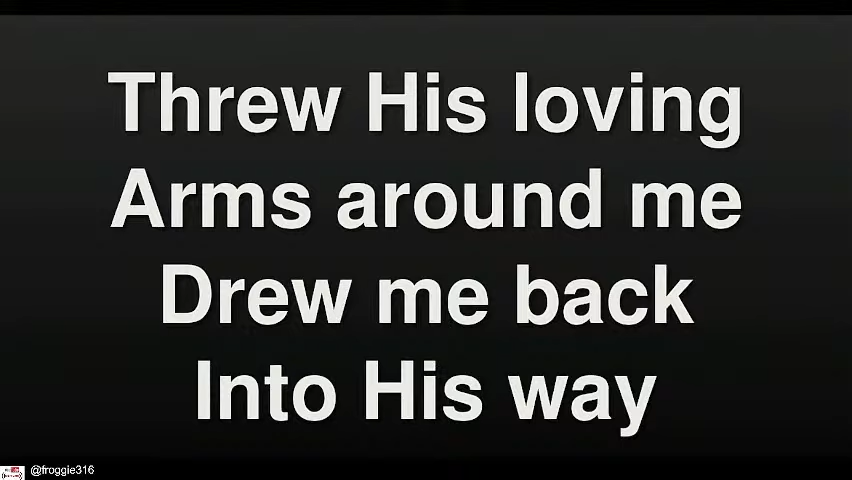 Threw His loving
Arms around me
Drew me back
Into His way
@froggie316